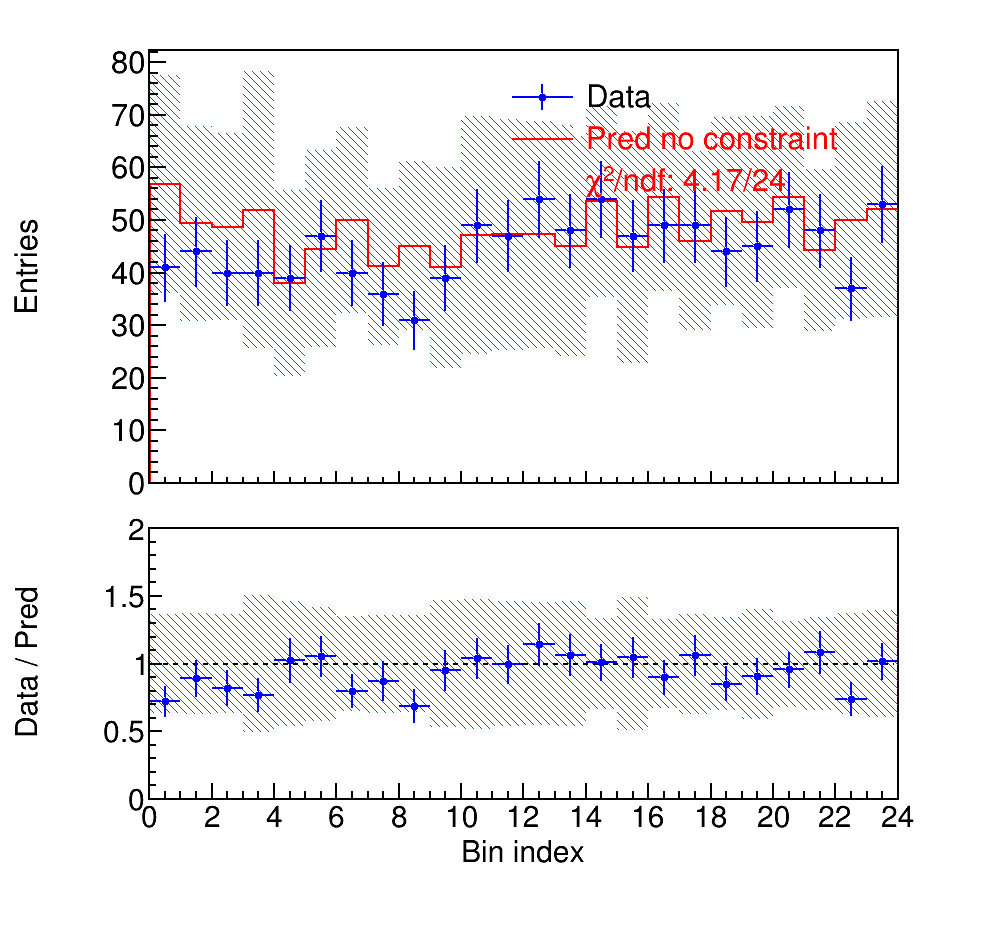 80
70
60
50
40
30
20
10
0
Entries
Data
Pred no constraint
χ²/ndf: 4.17/24
2
1.5
1
0.5
0
Data / Pred
0 2 4 6 8 10 12 14 16 18 20 22 24
Bin index